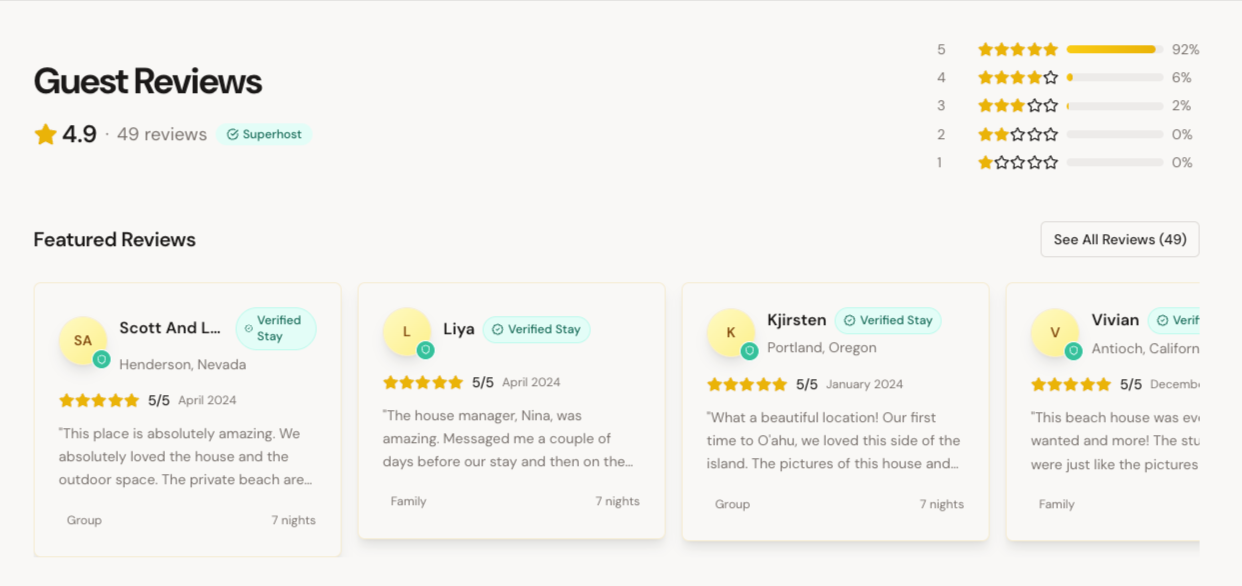 Guest Reviews
4.9 · 49 reviews Superhost
5 92%
4 6%
3 2%
2 0%
1 0%
Featured Reviews
See All Reviews (49)
SA
Scott And L...
Verified
Stay
Henderson, Nevada
5/5 April 2024
"This place is absolutely amazing. We
absolutely loved the house and the
outdoor space. The private beach are...
Group 7 nights
L
Liya
Verified Stay
5/5 April 2024
"The house manager, Nina, was
amazing. Messaged me a couple of
days before our stay and then on the...
Family 7 nights
K
Kjirsten
Verified Stay
Portland, Oregon
5/5 January 2024
"What a beautiful location! Our first
time to O'ahu, we loved this side of the
island. The pictures of this house and...
Group 7 nights
V
Vivian
Verif
Antioch, Californ
5/5 Decemb
"This beach house was ev
wanted and more! The stu
were just like the pictures
Family